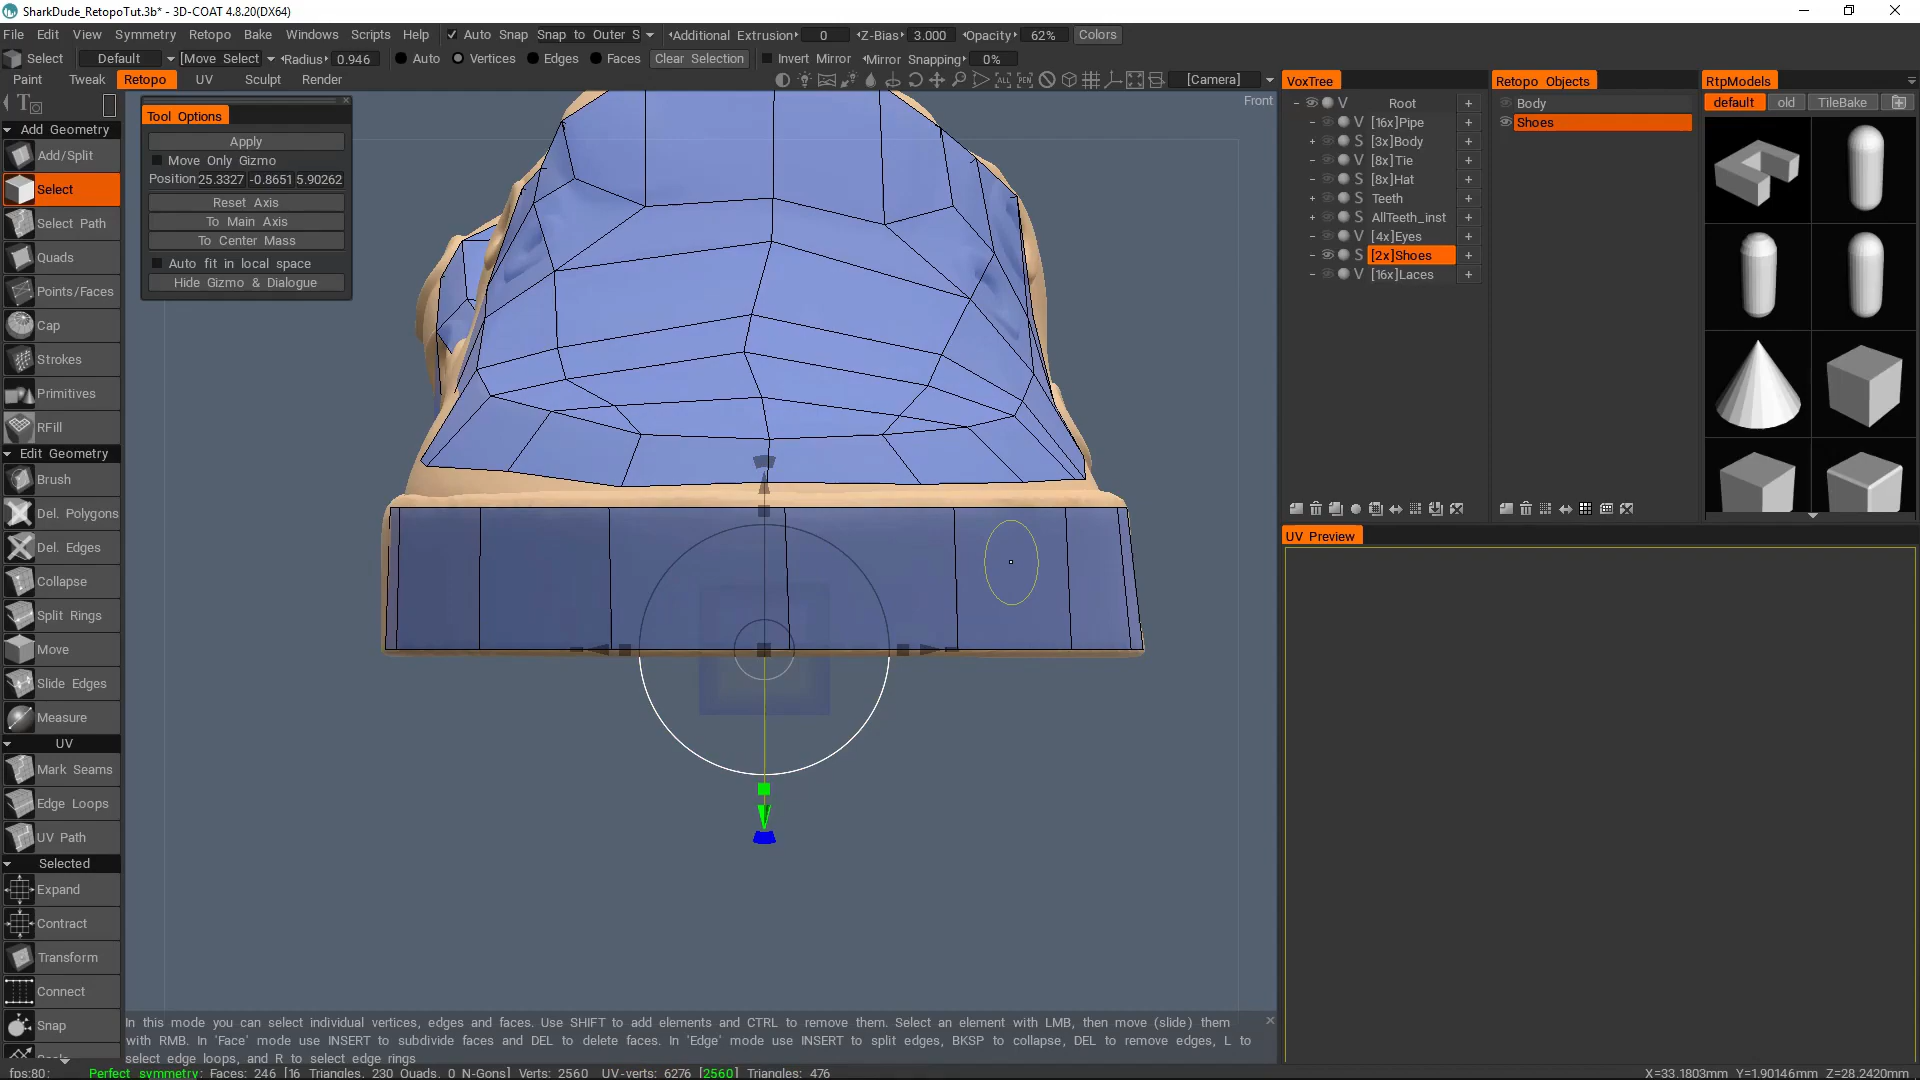 SharkDude_RetopoTut.3b* - 3D-COAT 4.8.20(DX64)
File Edit View Symmetry Retopo Bake Windows Scripts Help Auto Snap Snap to Outer S Additional Extrusion 0 Z-Bias 3.000 Opacity 62% Colors
Select Default [Move Select Radius 0.946 Auto Vertices Edges Faces Clear Selection Invert Mirror Mirror Snapping 0%
Paint Tweak Retopo UV Sculpt Render [Camera]
Front
Add Geometry
Add/Split
Select
Select Path
Quads
Points/Faces
Cap
Strokes
Primitives
RFill
Edit Geometry
Brush
Del. Polygons
Del. Edges
Collapse
Split Rings
Move
Slide Edges
Measure
UV
Mark Seams
Edge Loops
UV Path
Selected
Expand
Contract
Transform
Connect
Snap
Tool Options
Apply
Move Only Gizmo
Position 25.3327 -0.8651 5.90262
Reset Axis
To Main Axis
To Center Mass
Auto fit in local space
Hide Gizmo & Dialogue
VoxTree
V Root +
V [16x]Pipe +
S [3x]Body +
V [8x]Tie +
S [8x]Hat +
S Teeth +
S AllTeeth_inst +
V [4x]Eyes +
S [2x]Shoes +
V [16x]Laces +
Retopo Objects
Body
Shoes
RtpModels
default old TileBake
UV Preview
In this mode you can select individual vertices, edges and faces. Use SHIFT to add elements and CTRL to remove them. Select an element with LMB, then move (slide) them
with RMB. In 'Face' mode use INSERT to subdivide faces and DEL to delete faces. In 'Edge' mode use INSERT to split edges, BKSP to collapse, DEL to remove edges, L to
select edge loops, and R to select edge rings
fps:80; Perfect symmetry; Faces: 246 [16 Triangles, 230 Quads, 0 N-Gons] Verts: 2560 UV-verts: 6276 [2560] Triangles: 476 X=33.1803mm Y=1.90146mm Z=28.2420mm